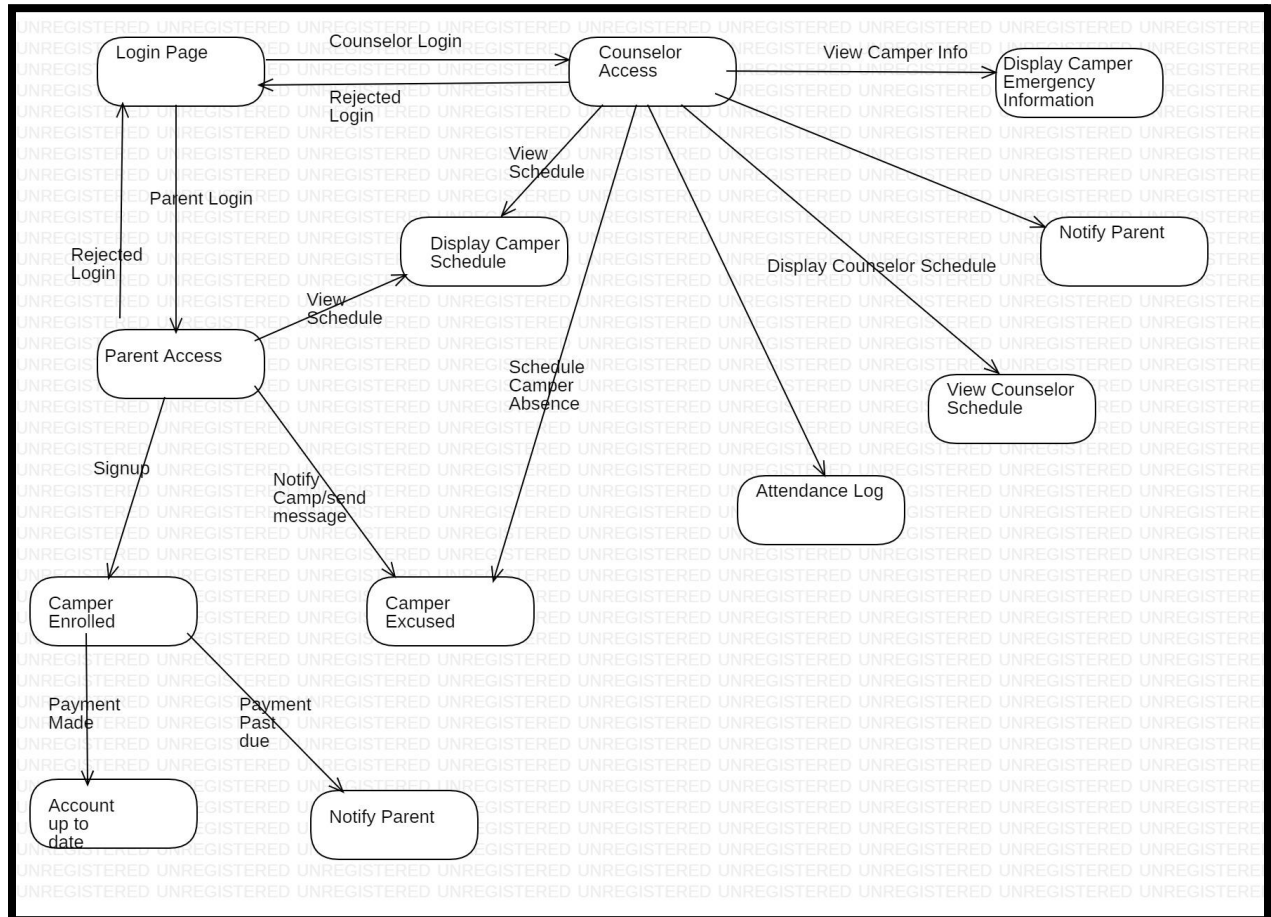 Login Page
Counselor Login
Counselor
Access
View Camper Info
Display Camper
Emergency
Information
Rejected
Login
View
Schedule
Parent Login
Notify Parent
Display Camper
Schedule
Rejected
Login
Display Counselor Schedule
View
Schedule
Parent Access
Schedule
Camper
Absence
View Counselor
Schedule
Signup
Notify
Camp/send
message
Attendance Log
Camper
Enrolled
Camper
Excused
Payment
Made
Payment
Past
due
Account
up to
date
Notify Parent
UNREGISTERED